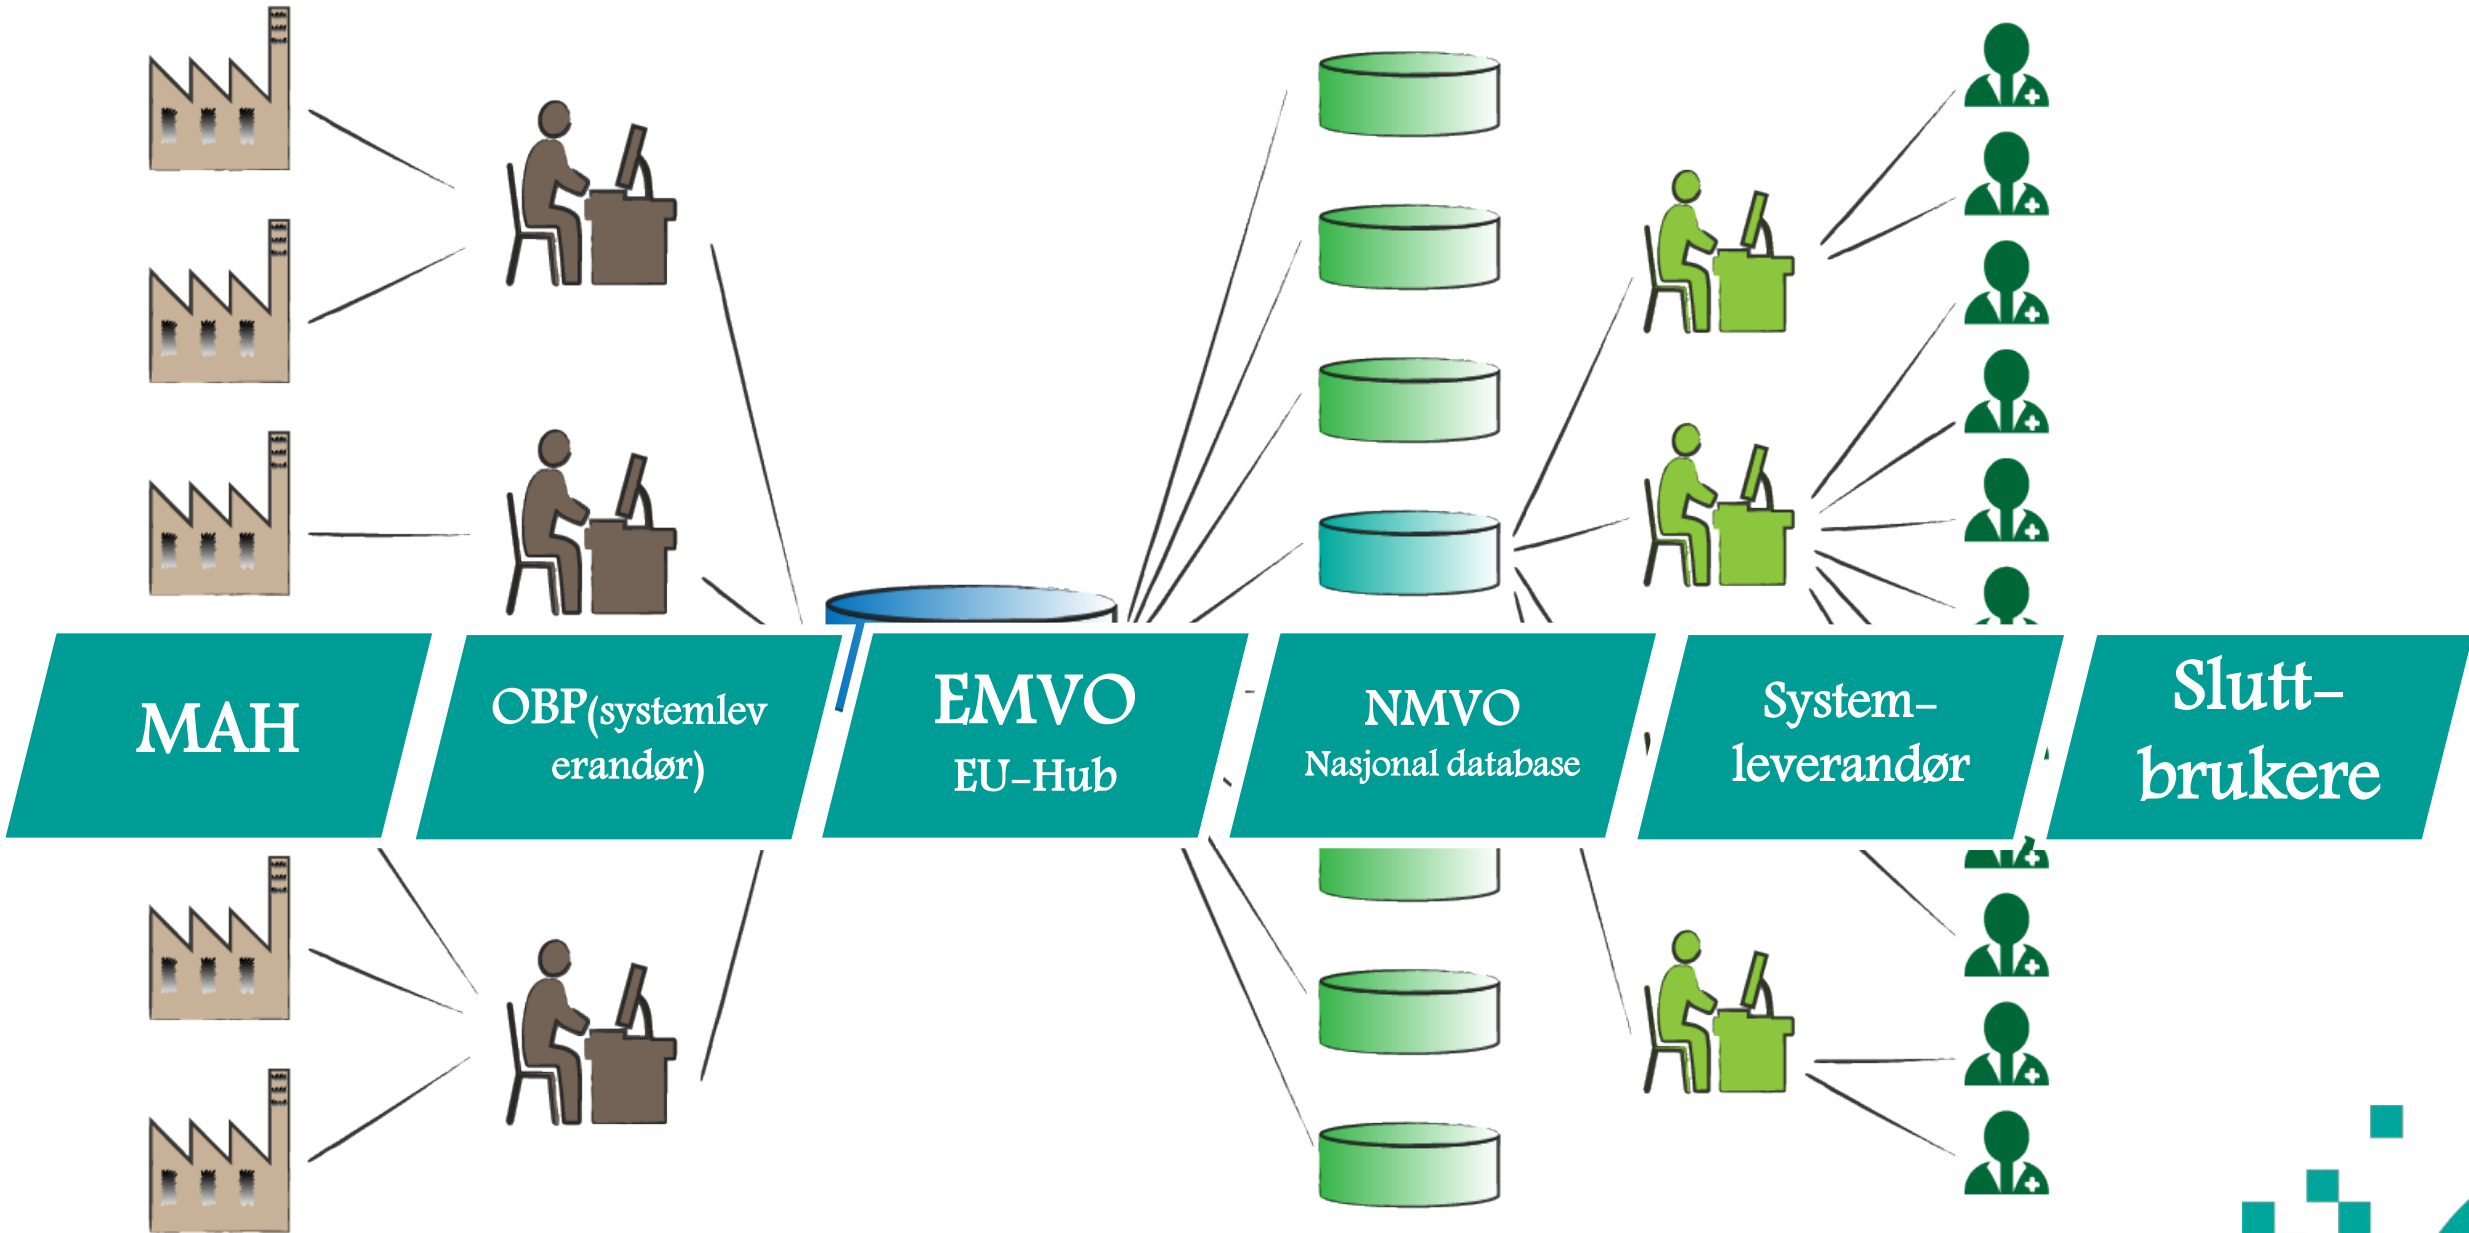 MAH
OBP(systemlev
erandør)
EMVO
EU-Hub
NMVO
Nasjonal database
System-
leverandør
Slutt-
brukere